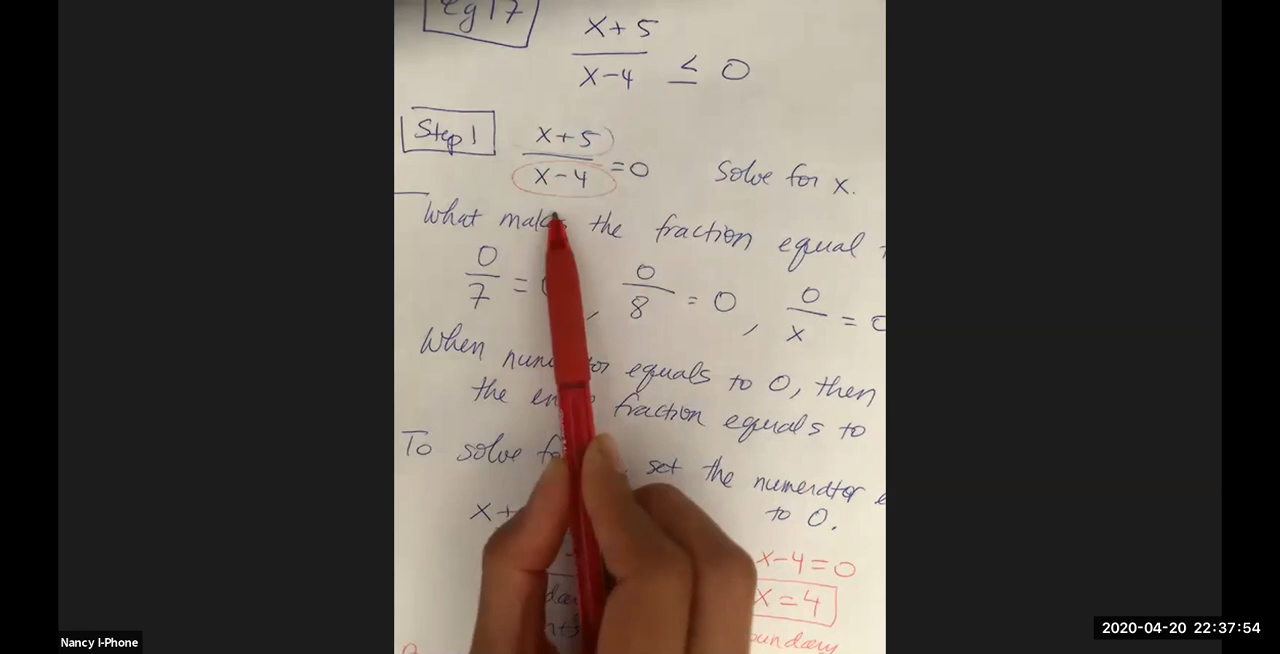 eg 17
x+5
x-4 ≤ 0
Step 1
x+5
x-4 =0 Solve for x.
What makes the fraction equal
0
7 = , 0
8 = 0 , 0
x =
When equals to 0, then
the fraction equals to
To solve set the numerator
x+ to 0.
x-4=0
x=4
Nancy I-Phone
2020-04-20 22:37:54